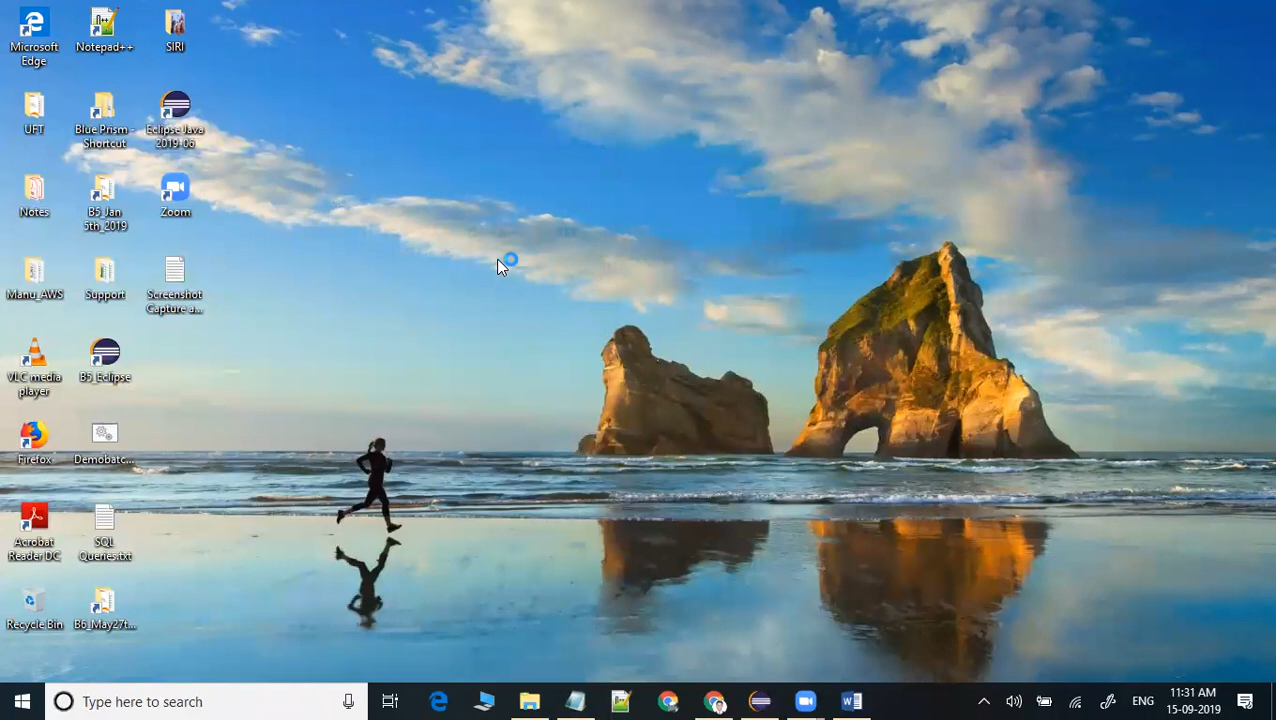 Microsoft
Edge
Notepad++
SIRI
UFT
Blue Prism -
Shortcut
Eclipse Java
2019-06
Notes
B5_Jan
5th_2019
Zoom
Manu_AWS
Support
Screenshot
Capture a...
VLC media
player
B5_Eclipse
Firefox
Demobatc...
Acrobat
Reader DC
SQL
Queries.txt
Recycle Bin
B6_May27t...
Type here to search
ENG
11:31 AM
15-09-2019